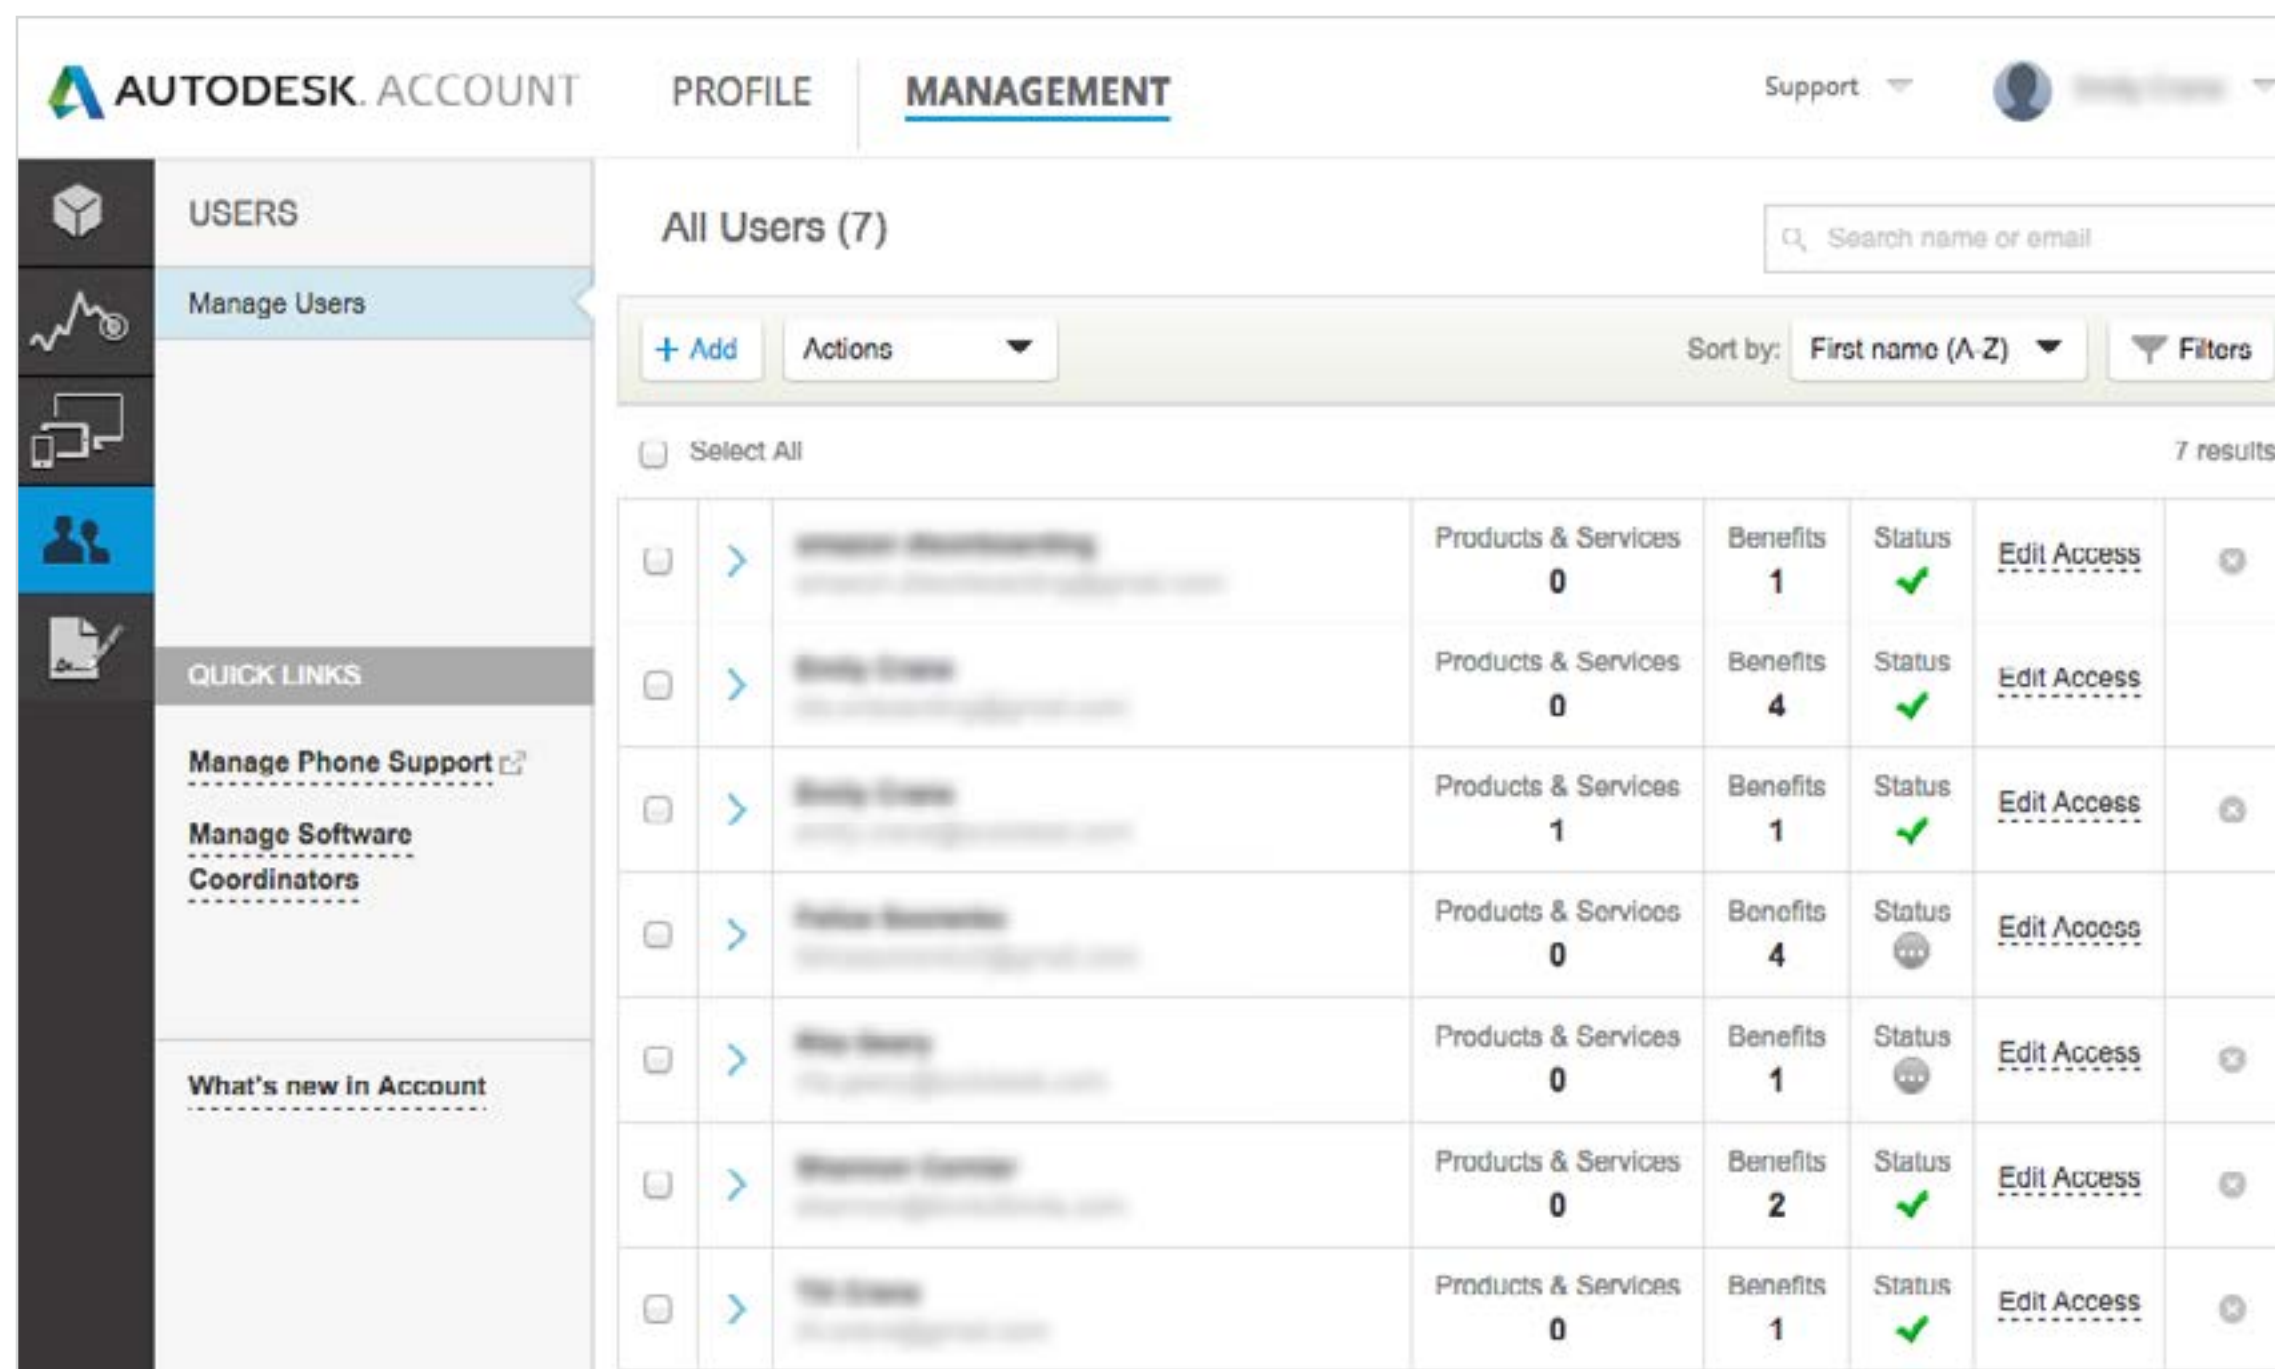 AUTODESK. ACCOUNT
PROFILE
MANAGEMENT
Support
USERS
Manage Users
QUICK LINKS
Manage Phone Support
Manage Software
Coordinators
What's new in Account
All Users (7)
Search name or email
+ Add
Actions
Sort by:
First name (A-Z)
Filters
Select All
7 results
Products & Services Benefits Status Edit Access
0 1
Products & Services Benefits Status Edit Access
0 4
Products & Services Benefits Status Edit Access
1 1
Products & Services Benefits Status Edit Access
0 4
Products & Services Benefits Status Edit Access
0 1
Products & Services Benefits Status Edit Access
0 2
Products & Services Benefits Status Edit Access
0 1